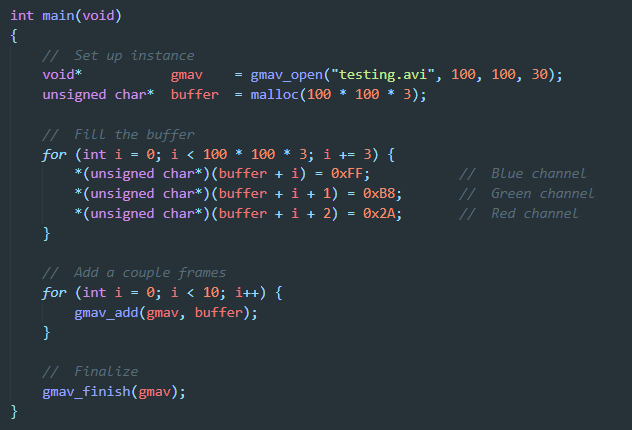 int main(void)
{
    //  Set up instance
    void*           gmav    = gmav_open("testing.avi", 100, 100, 30);
    unsigned char*  buffer  = malloc(100 * 100 * 3);

    //  Fill the buffer
    for (int i = 0; i < 100 * 100 * 3; i += 3) {
        *(unsigned char*)(buffer + i) = 0xFF;           //  Blue channel
        *(unsigned char*)(buffer + i + 1) = 0xB8;       //  Green channel
        *(unsigned char*)(buffer + i + 2) = 0x2A;       //  Red channel
    }

    //  Add a couple frames
    for (int i = 0; i < 10; i++) {
        gmav_add(gmav, buffer);
    }

    //  Finalize
    gmav_finish(gmav);
}